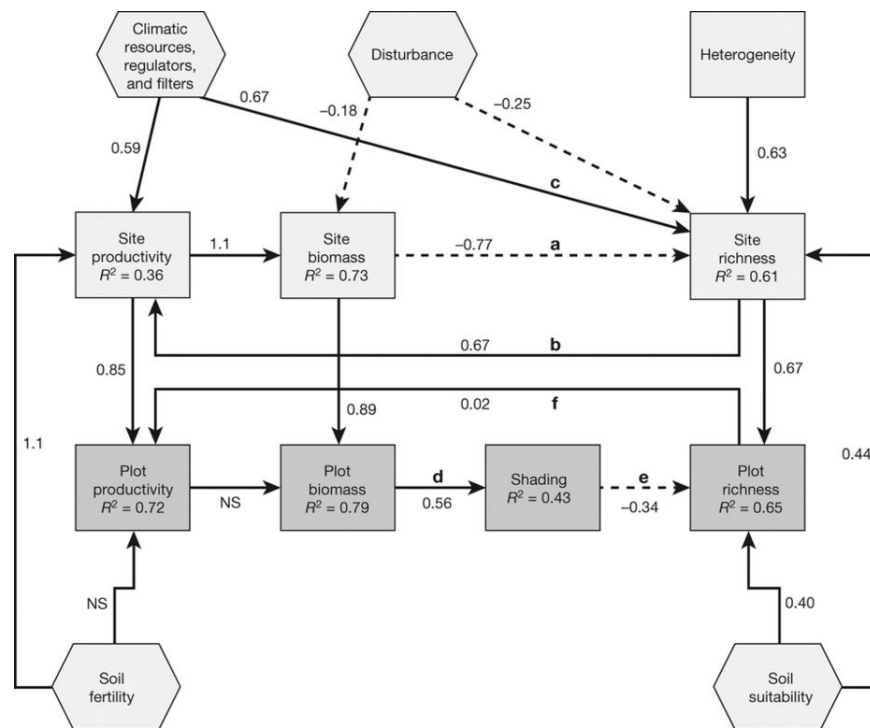 Climatic
resources,
regulators,
and filters
Disturbance
Heterogeneity
0.67
−0.18
−0.25
0.59
0.63
c
Site
productivity
R² = 0.36
1.1
Site
biomass
R² = 0.73
−0.77
a
Site
richness
R² = 0.61
0.67
b
0.85
0.67
0.02
f
0.89
1.1
0.44
Plot
productivity
R² = 0.72
NS
Plot
biomass
R² = 0.79
d
0.56
Shading
R² = 0.43
e
−0.34
Plot
richness
R² = 0.65
NS
0.40
Soil
fertility
Soil
suitability